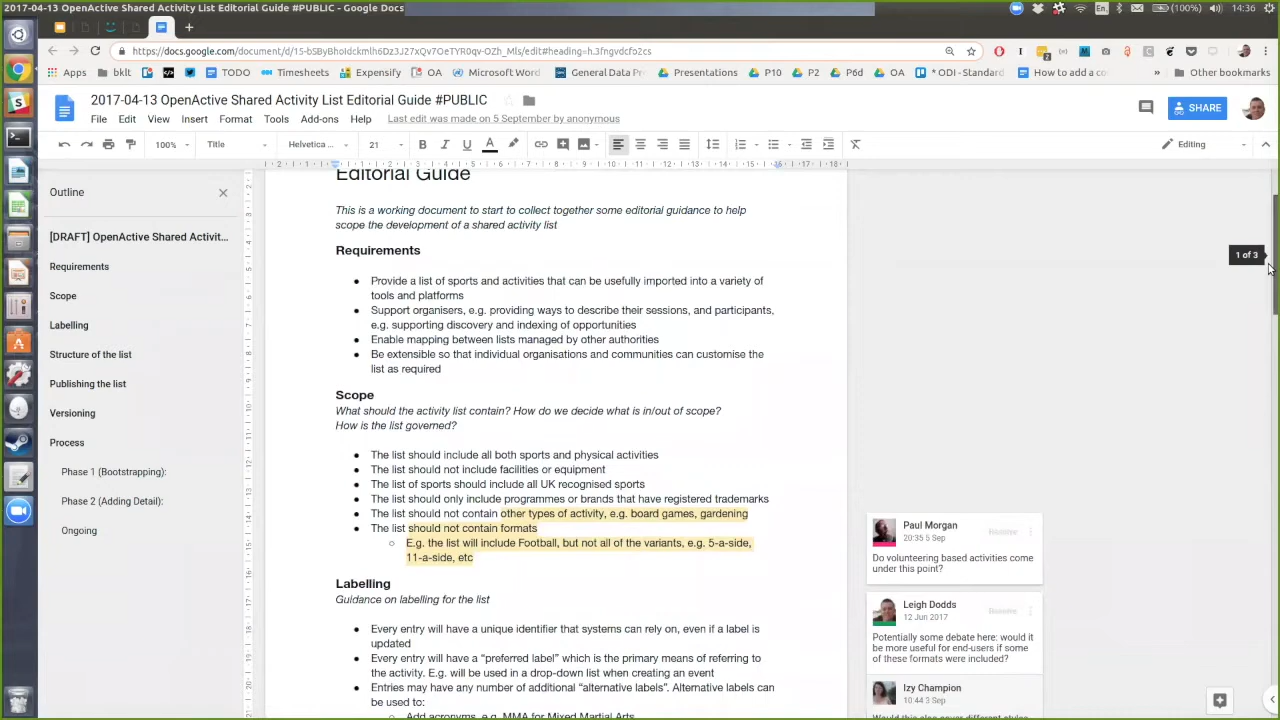 2017-04-13 OpenActive Shared Activity List Editorial Guide #PUBLIC - Google Docs
En
(100%)
14:36
https://docs.google.com/document/d/15-bSByBhoIdckmlh6Dz3J27xQv7OeTYR0qv-OZh_Mls/edit#heading=h.3fngvdcfo2cs
Apps
bklt
TODO
Timesheets
Expensify
OA
Microsoft Word
General Data Pr
Presentations
P10
P2
P6d
OA
* ODI - Standard
How to add a co
»
Other bookmarks
2017-04-13 OpenActive Shared Activity List Editorial Guide #PUBLIC
File Edit View Insert Format Tools Add-ons Help Last edit was made on 5 September by anonymous
SHARE
100% Title Helvetica ... 21 B I U A Editing
Outline
[DRAFT] OpenActive Shared Activit...
Requirements
Scope
Labelling
Structure of the list
Publishing the list
Versioning
Process
Phase 1 (Bootstrapping):
Phase 2 (Adding Detail):
Ongoing
Editorial Guide
This is a working document to start to collect together some editorial guidance to help
scope the development of a shared activity list
Requirements
● Provide a list of sports and activities that can be usefully imported into a variety of
tools and platforms
● Support organisers, e.g. providing ways to describe their sessions, and participants,
e.g. supporting discovery and indexing of opportunities
● Enable mapping between lists managed by other authorities
● Be extensible so that individual organisations and communities can customise the
list as required
Scope
What should the activity list contain? How do we decide what is in/out of scope?
How is the list governed?
● The list should include all both sports and physical activities
● The list should not include facilities or equipment
● The list of sports should include all UK recognised sports
● The list should only include programmes or brands that have registered trademarks
● The list should not contain other types of activity, e.g. board games, gardening
● The list should not contain formats
○ E.g. the list will include Football, but not all of the variants, e.g. 5-a-side,
11-a-side, etc
Labelling
Guidance on labelling for the list
● Every entry will have a unique identifier that systems can rely on, even if a label is
updated
● Every entry will have a “preferred label” which is the primary means of referring to
the activity. E.g. will be used in a drop-down list when creating an event
● Entries may have any number of additional “alternative labels”. Alternative labels can
be used to:
○ Add acronyms, e.g. MMA for Mixed Martial Arts
1 of 3
Paul Morgan
20:35 5 Sep
Resolve
Do volunteering based activities come
under this point?
Leigh Dodds
12 Jun 2017
Resolve
Potentially some debate here: would it
be more useful for end-users if some
of these formats were included?
Izy Champion
10:44 3 Sep
Resolve